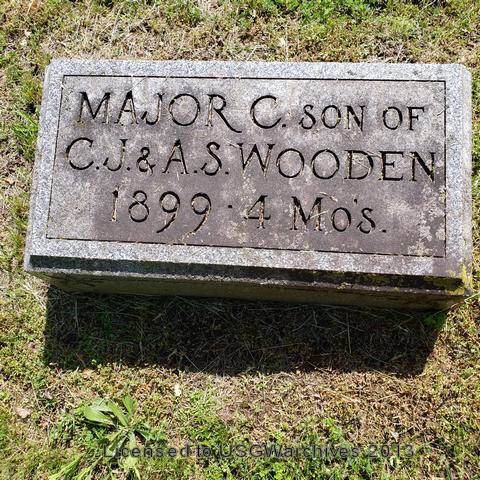 MAJOR C. SON OF
C.J. & A.S. WOODEN
1899 · 4 Mo's.
Licensed to USGWarchives 2013